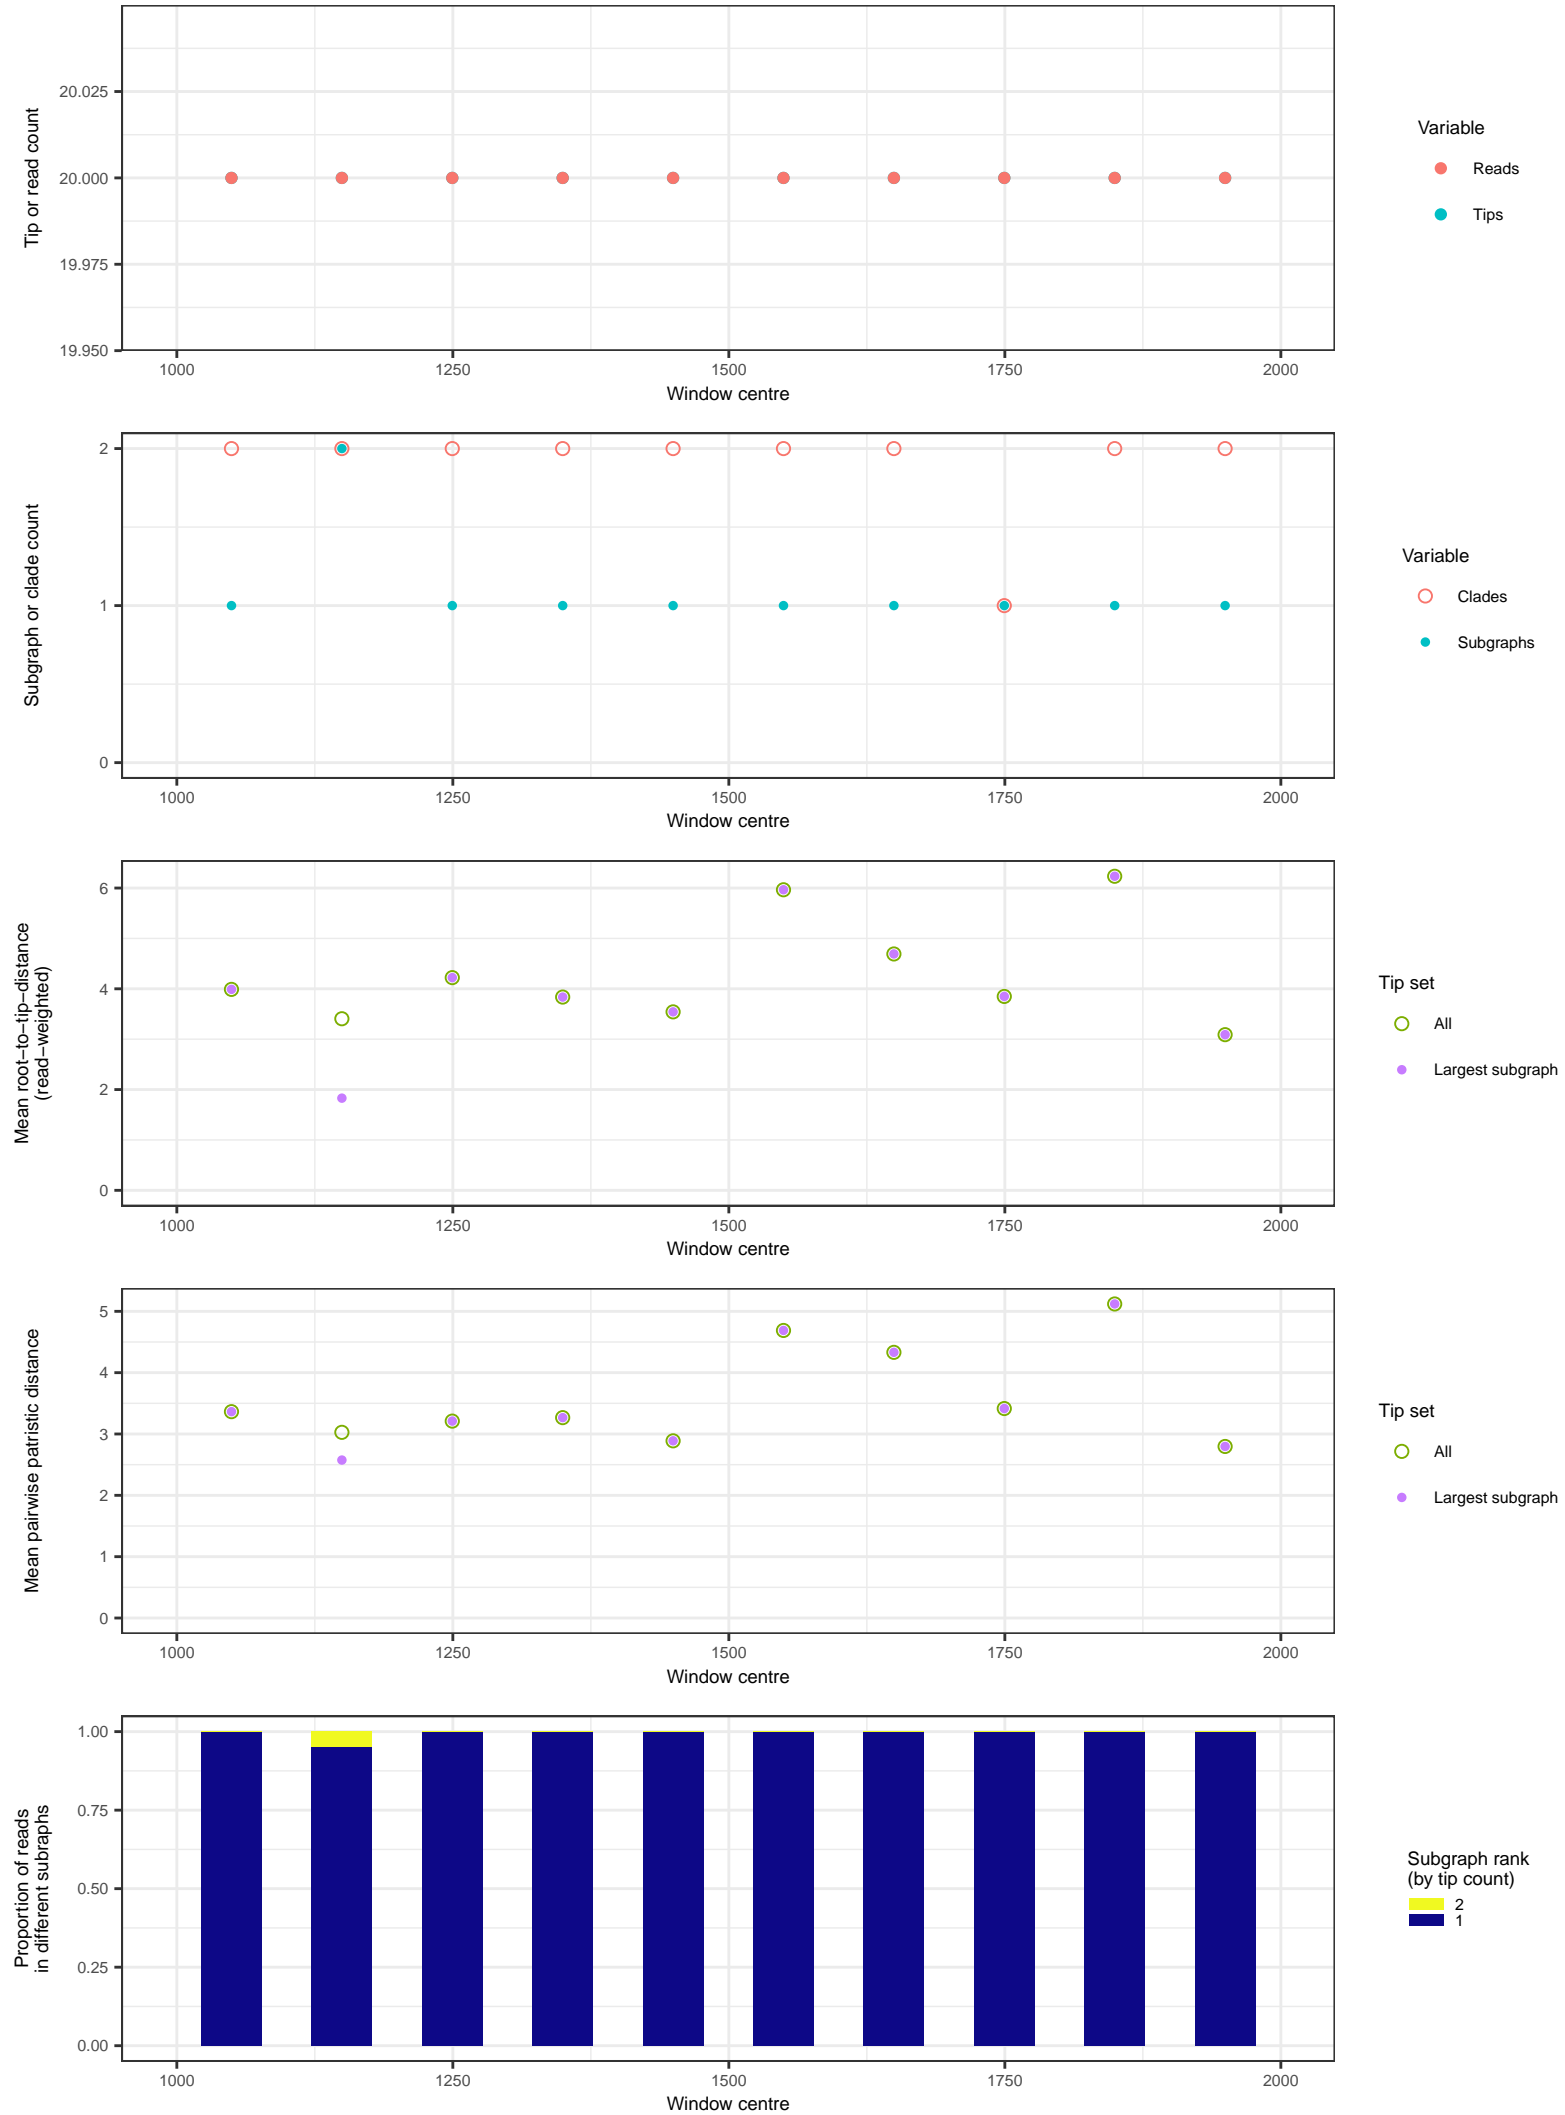 20.025
20.000
19.975
19.950
Tip or read count
1000 1250 1500 1750 2000
Window centre
Variable
Reads
Tips
2
1
0
Subgraph or clade count
1000 1250 1500 1750 2000
Window centre
Variable
Clades
Subgraphs
6
4
2
0
Mean root−to−tip−distance
(read−weighted)
1000 1250 1500 1750 2000
Window centre
Tip set
All
Largest subgraph
5
4
3
2
1
0
Mean pairwise patristic distance
1000 1250 1500 1750 2000
Window centre
Tip set
All
Largest subgraph
1.00
0.75
0.50
0.25
0.00
Proportion of reads
in different subraphs
1000 1250 1500 1750 2000
Window centre
Subgraph rank
(by tip count)
2
1